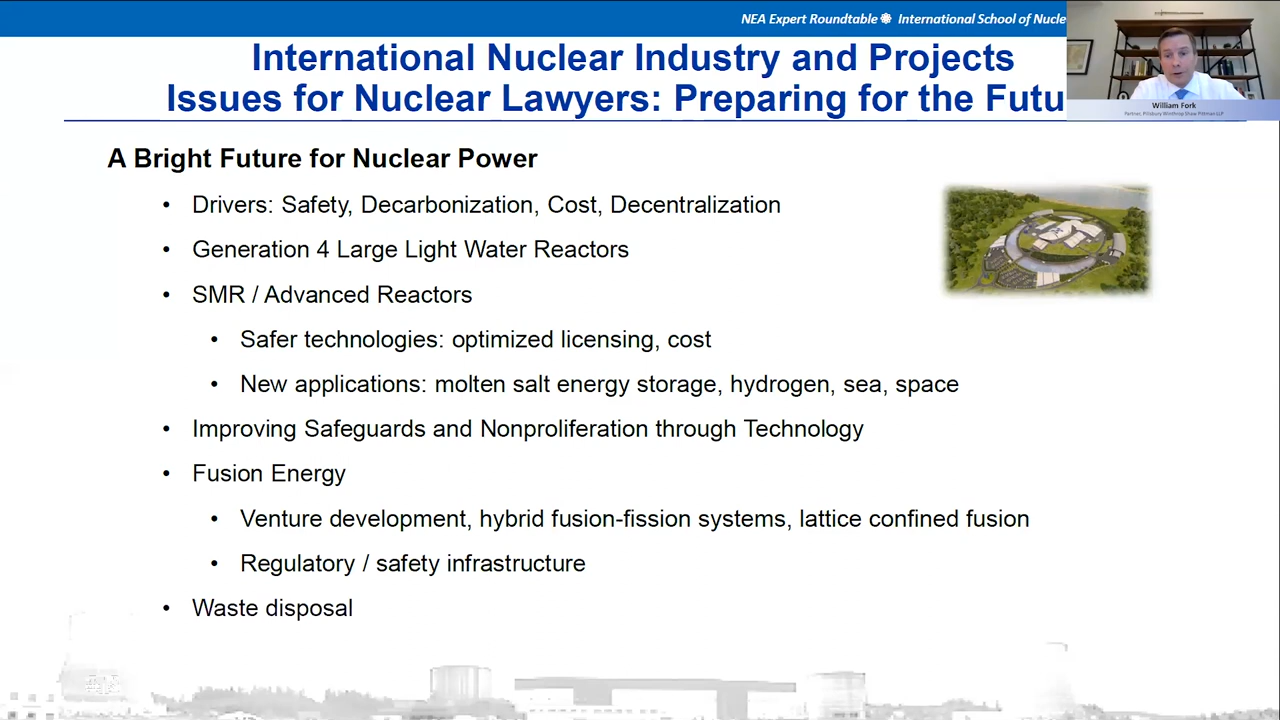 NEA Expert Roundtable ⚛ International School of Nucle
International Nuclear Industry and Projects
Issues for Nuclear Lawyers: Preparing for the Futu
William Fork
Partner, Pillsbury Winthrop Shaw Pittman LLP
A Bright Future for Nuclear Power
• Drivers: Safety, Decarbonization, Cost, Decentralization
• Generation 4 Large Light Water Reactors
• SMR / Advanced Reactors
• Safer technologies: optimized licensing, cost
• New applications: molten salt energy storage, hydrogen, sea, space
• Improving Safeguards and Nonproliferation through Technology
• Fusion Energy
• Venture development, hybrid fusion-fission systems, lattice confined fusion
• Regulatory / safety infrastructure
• Waste disposal